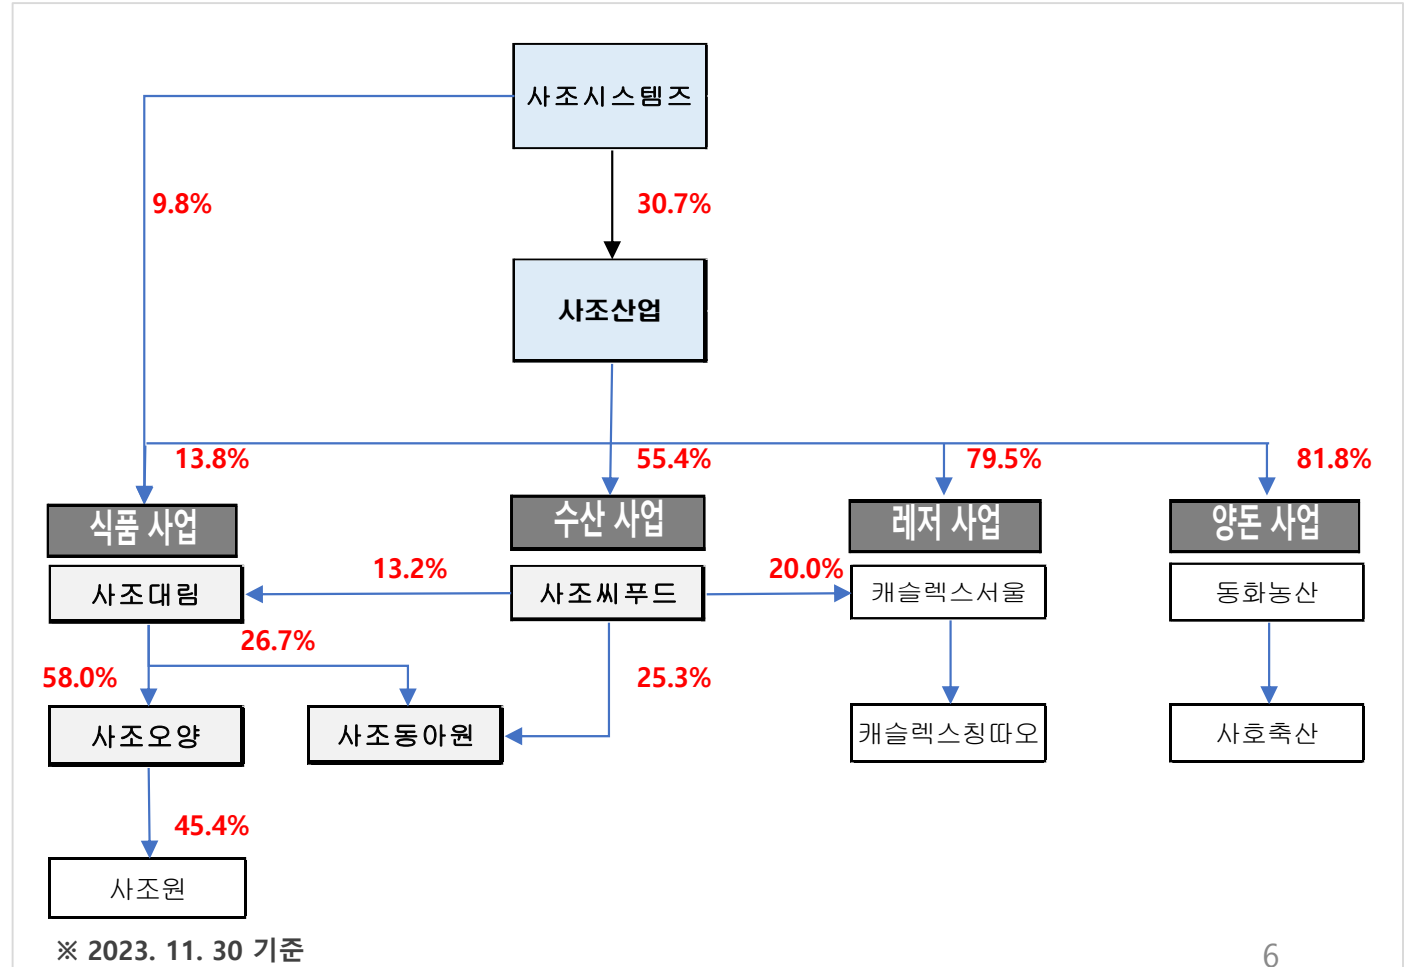 사조시스템즈
9.8%
30.7%
사조산업
13.8%
55.4%
79.5%
81.8%
식품 사업
수산 사업
레저 사업
양돈 사업
사조대림
13.2%
사조씨푸드
20.0%
캐슬렉스서울
동화농산
26.7%
58.0%
25.3%
사조오양
사조동아원
캐슬렉스칭따오
사호축산
45.4%
사조원
※ 2023. 11. 30 기준
6